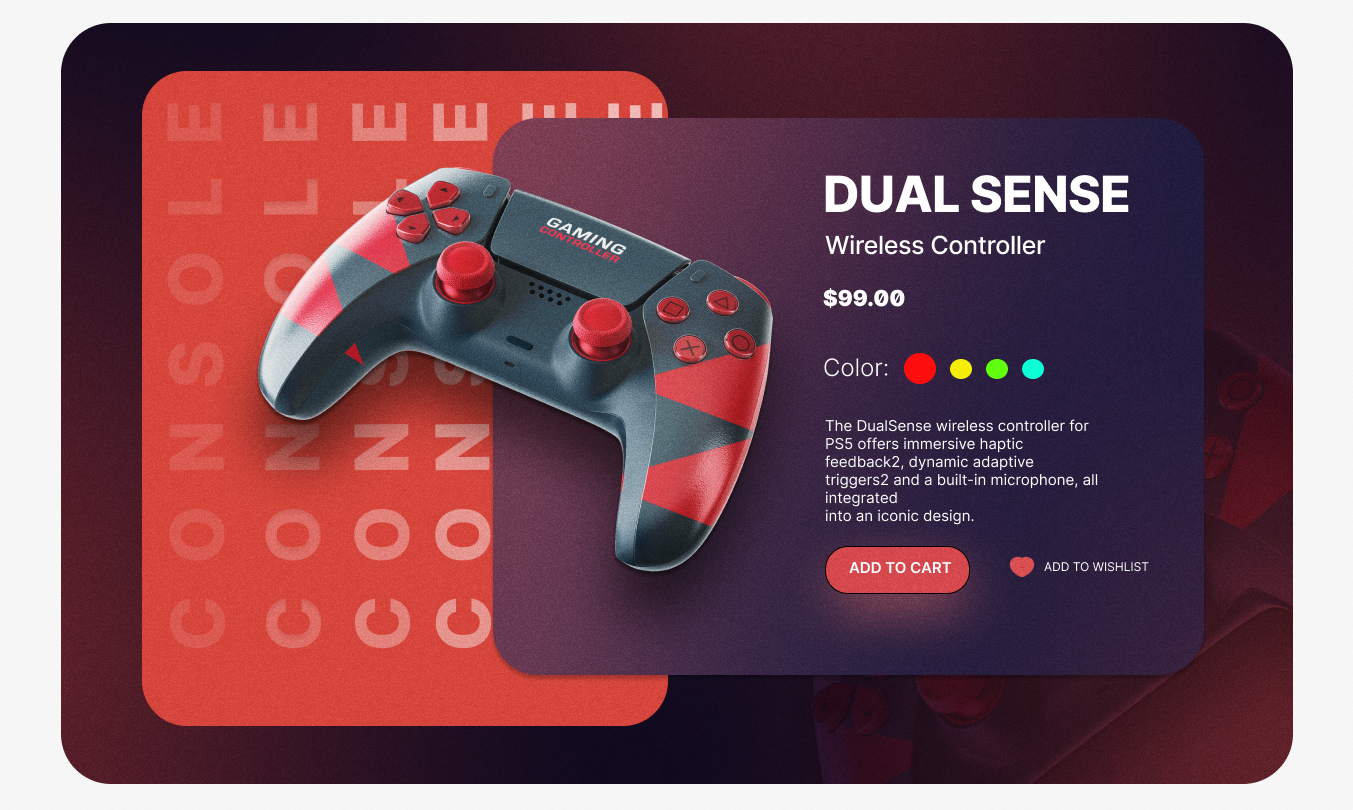 CONSOLE
CONSOLE
CONSOLE
CONSOLE
E
E
GAMING
CONTROLLER
DUAL SENSE
Wireless Controller
$99.00
Color:
The DualSense wireless controller for
PS5 offers immersive haptic
feedback2, dynamic adaptive
triggers2 and a built-in microphone, all
integrated
into an iconic design.
ADD TO CART
ADD TO WISHLIST